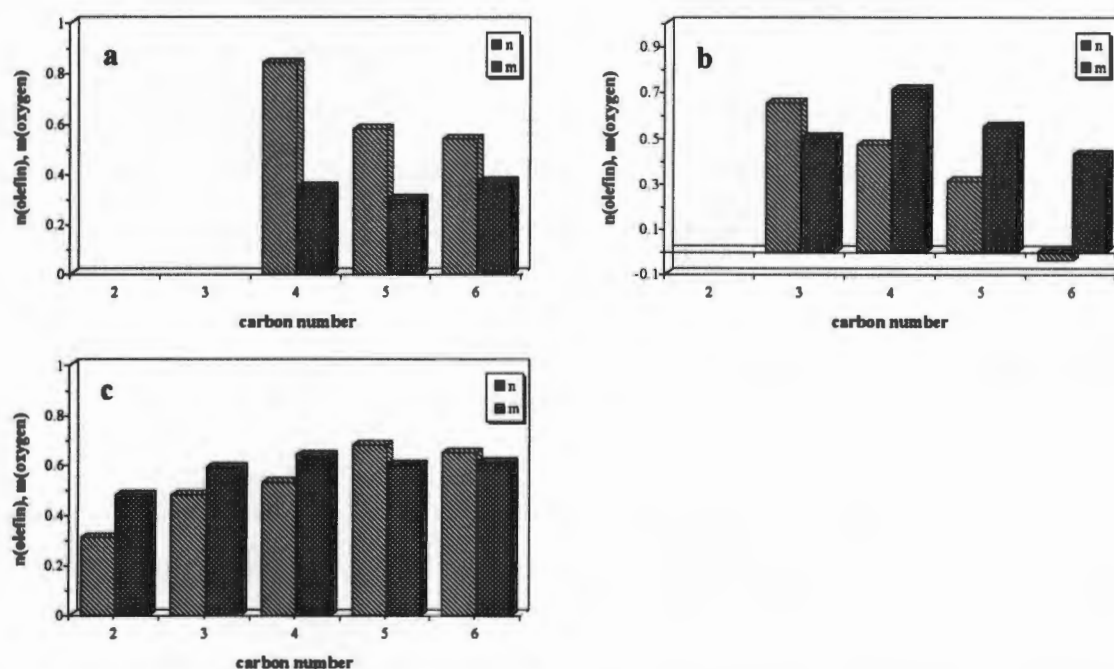 a
n
m
n(olefin), m(oxygen)
1
0.8
0.6
0.4
0.2
0
2 3 4 5 6
carbon number
b
n
m
n(olefin), m(oxygen)
0.9
0.7
0.5
0.3
0.1
-0.1
2 3 4 5 6
carbon number
c
n
m
n(olefin), m(oxygen)
1
0.8
0.6
0.4
0.2
0
2 3 4 5 6
carbon number